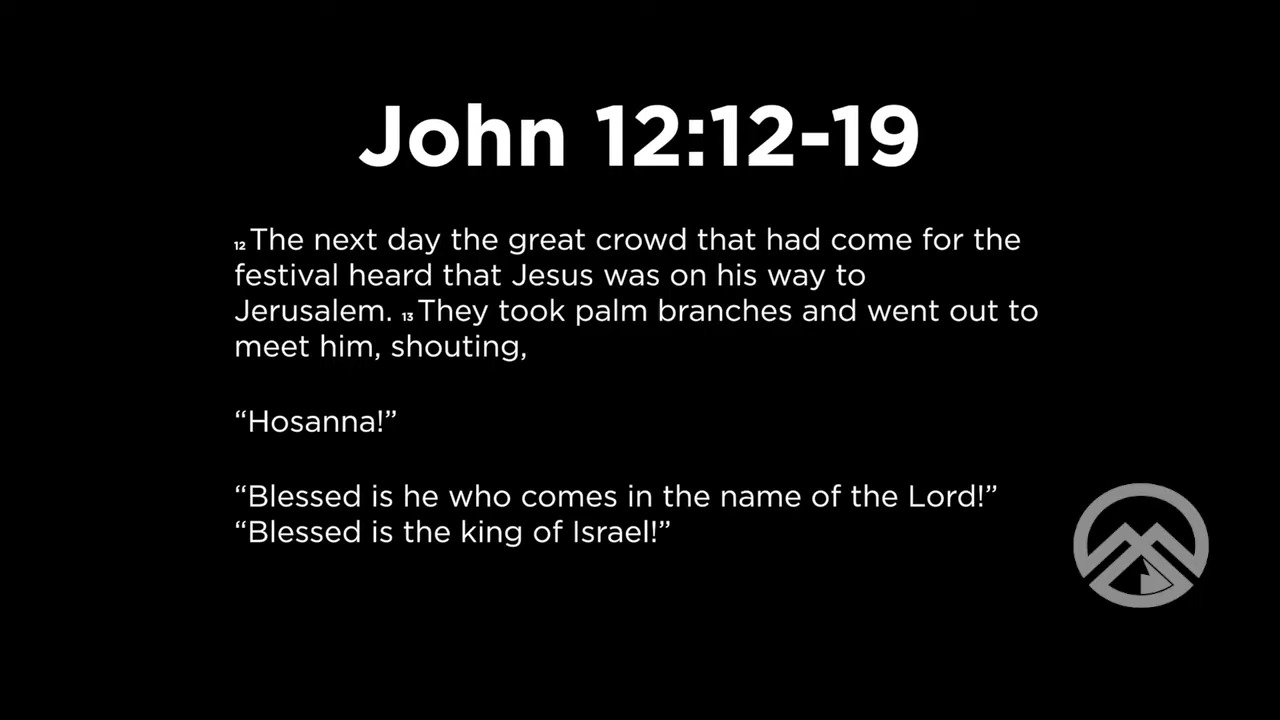 John 12:12-19
12 The next day the great crowd that had come for the
festival heard that Jesus was on his way to
Jerusalem. 13 They took palm branches and went out to
meet him, shouting,
“Hosanna!”
“Blessed is he who comes in the name of the Lord!”
“Blessed is the king of Israel!”